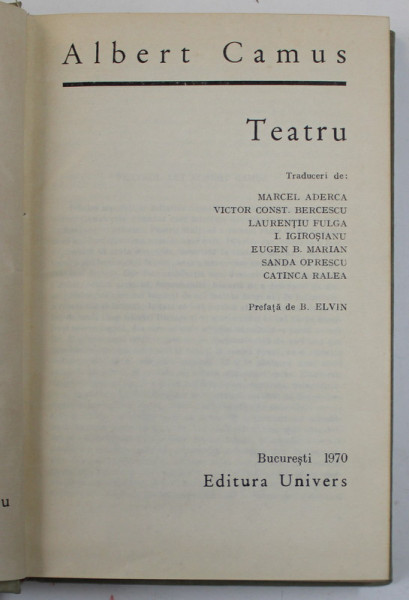 Albert Camus
Teatru
Traduceri de:
MARCEL ADERCA
VICTOR CONST. BERCESCU
LAURENȚIU FULGA
I. IGIROȘIANU
EUGEN B. MARIAN
SANDA OPRESCU
CATINCA RALEA
Prefață de B. ELVIN
București 1970
Editura Univers
u